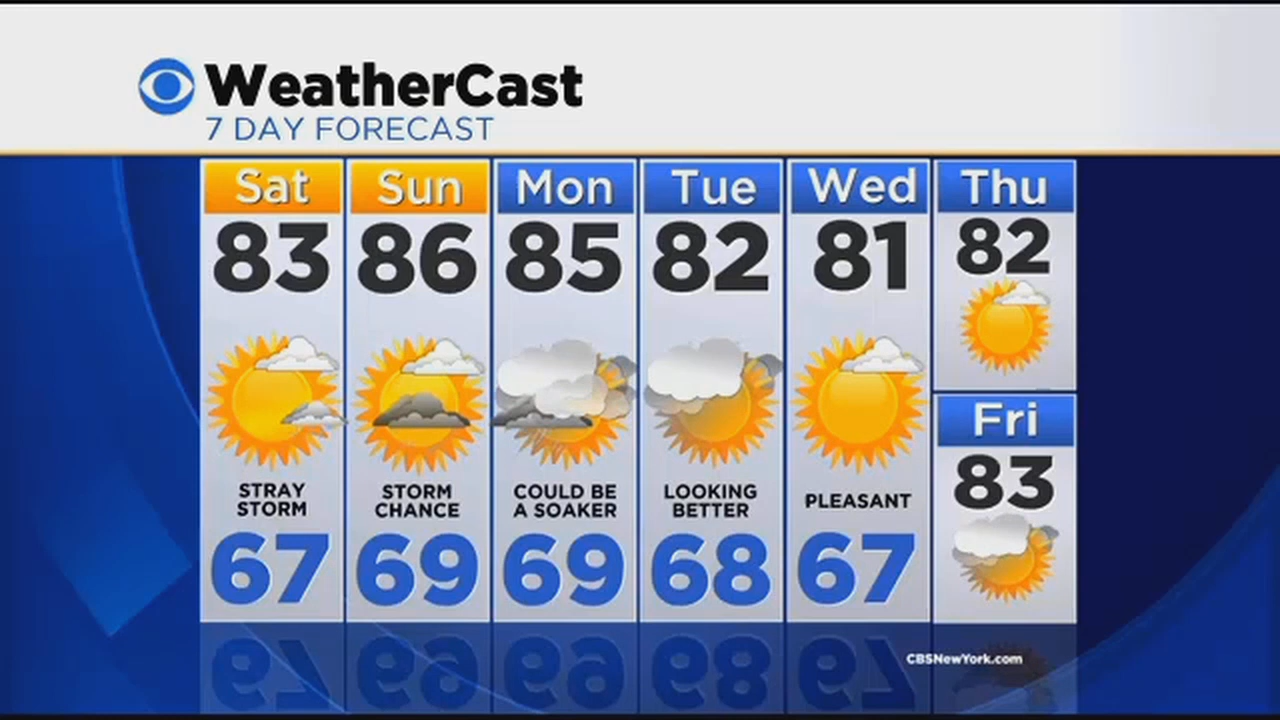 WeatherCast
7 DAY FORECAST
Sat
83
STRAY
STORM
67
Sun
86
STORM
CHANCE
69
Mon
85
COULD BE
A SOAKER
69
Tue
82
LOOKING
BETTER
68
Wed
81
PLEASANT
67
Thu
82
Fri
83
CBSNewYork.com